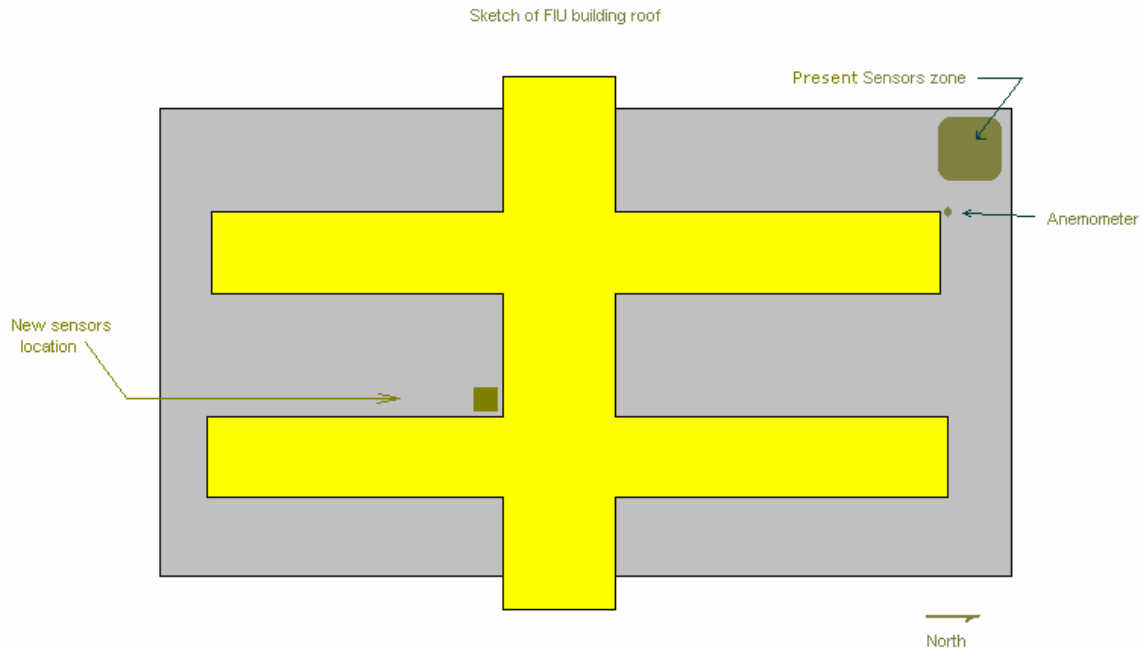 Sketch of FIU building roof
Present Sensors zone
Anemometer
New sensors
location
North